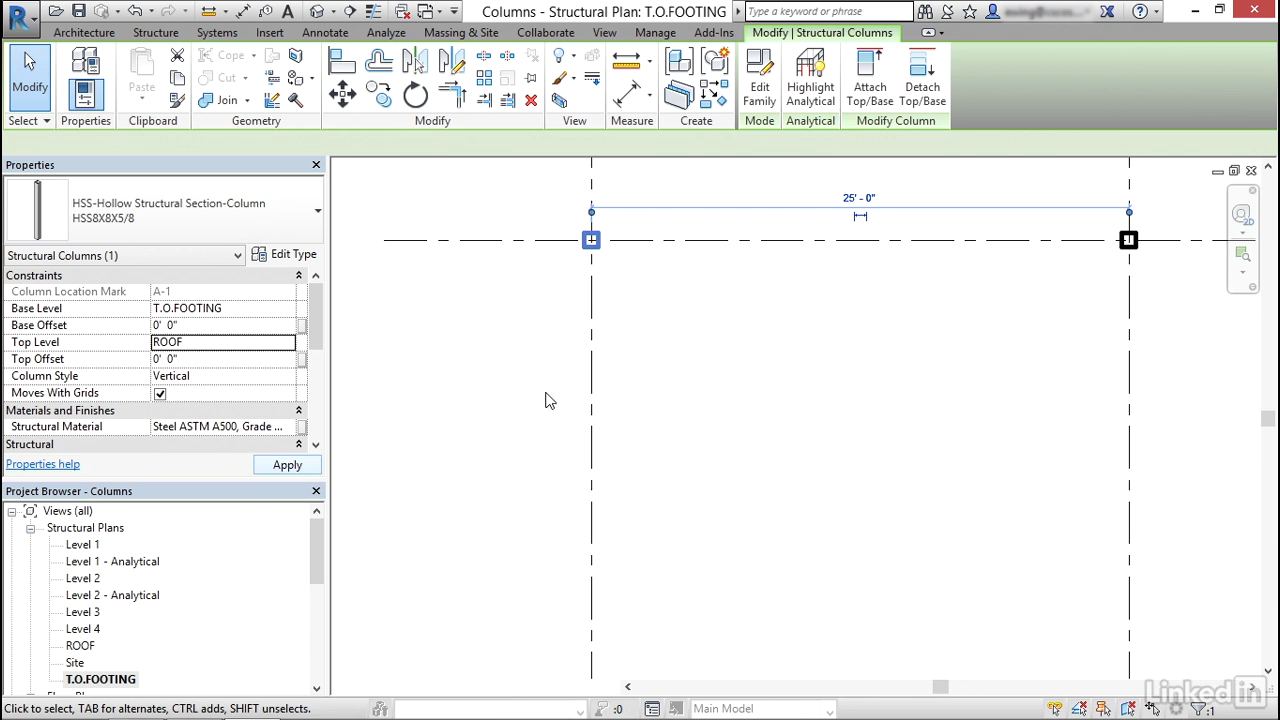 Columns - Structural Plan: T.O.FOOTING
Type a keyword or phrase
Architecture Structure Systems Insert Annotate Analyze Massing & Site Collaborate View Manage Add-Ins Modify | Structural Columns
Modify
Select
Properties
Paste
Clipboard
Cope
Cut
Join
Geometry
Modify
View
Measure
Create
Edit
Family
Mode
Highlight
Analytical
Analytical
Attach
Top/Base
Detach
Top/Base
Modify Column
Properties
HSS-Hollow Structural Section-Column
HSS8X8X5/8
Structural Columns (1)
Edit Type
Constraints
Column Location Mark A-1
Base Level T.O.FOOTING
Base Offset 0' 0"
Top Level ROOF
Top Offset 0' 0"
Column Style Vertical
Moves With Grids
Materials and Finishes
Structural Material Steel ASTM A500, Grade ...
Structural
Properties help
Apply
25' - 0"
2D
Project Browser - Columns
Views (all)
Structural Plans
Level 1
Level 1 - Analytical
Level 2
Level 2 - Analytical
Level 3
Level 4
ROOF
Site
T.O.FOOTING
Click to select, TAB for alternates, CTRL adds, SHIFT unselects.
:0
Main Model
:1
Linked in